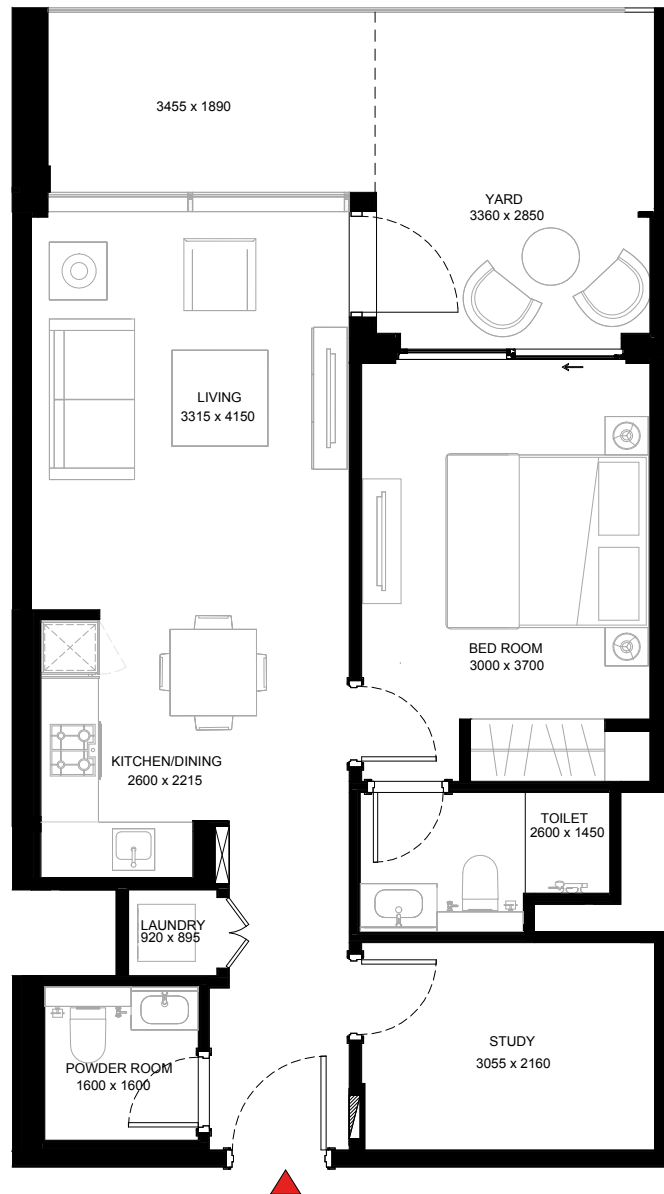 3455 x 1890
YARD
3360 x 2850
LIVING
3315 x 4150
BED ROOM
3000 x 3700
KITCHEN/DINING
2600 x 2215
TOILET
2600 x 1450
LAUNDRY
920 x 895
STUDY
3055 x 2160
POWDER ROOM
1600 x 1600